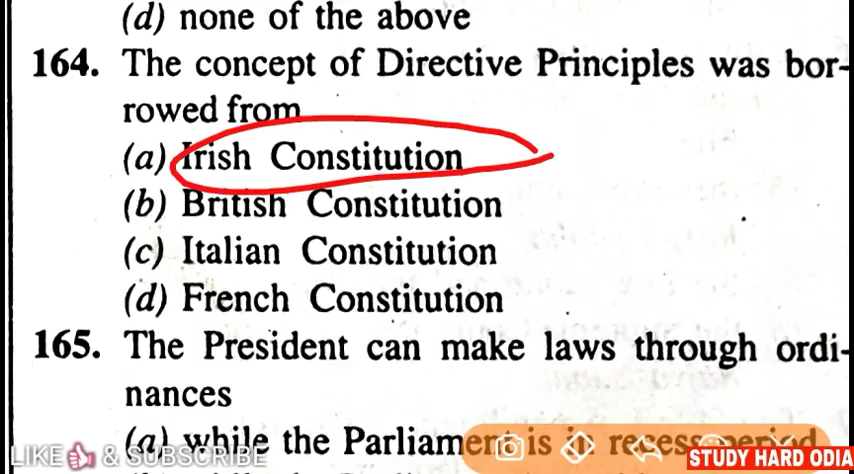 (d) none of the above
164. The concept of Directive Principles was bor-
rowed from
(a) Irish Constitution
(b) British Constitution
(c) Italian Constitution
(d) French Constitution
165. The President can make laws through ordi-
nances
(a) while the Parliament is in recess period
LIKE & SUBSCRIBE
STUDY HARD ODIA